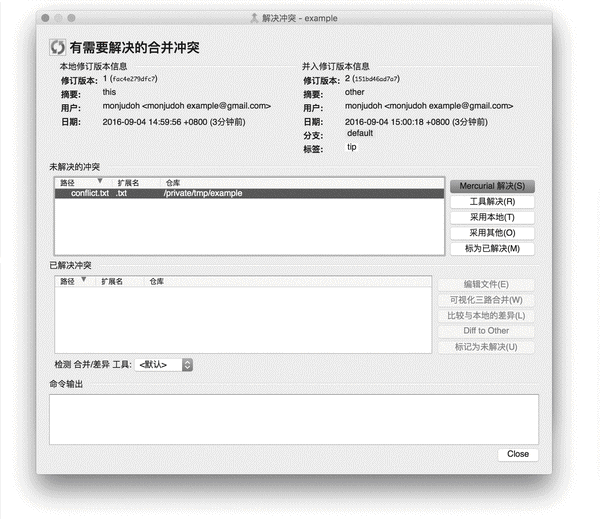 解决冲突 - example
有需要解决的合并冲突
本地修订版本信息
修订版本: 1 (fac4e279dfc7)
摘要: this
用户: monjudoh <monjudoh example@gmail.com>
日期: 2016-09-04 14:59:56 +0800 (3分钟前)
并入修订版本信息
修订版本: 2 (151bd46ad7a7)
摘要: other
用户: monjudoh <monjudoh example@gmail.com>
日期: 2016-09-04 15:00:18 +0800 (3分钟前)
分支: default
标签: tip
未解决的冲突
路径 扩展名 仓库
conflict.txt .txt /private/tmp/example
Mercurial 解决(S)
工具解决(R)
采用本地(T)
采用其他(O)
标为已解决(M)
已解决冲突
路径 扩展名 仓库
编辑文件(E)
可视化三路合并(W)
比较与本地的差异(L)
Diff to Other
标记为未解决(U)
检测 合并/差异 工具: <默认>
命令输出
Close